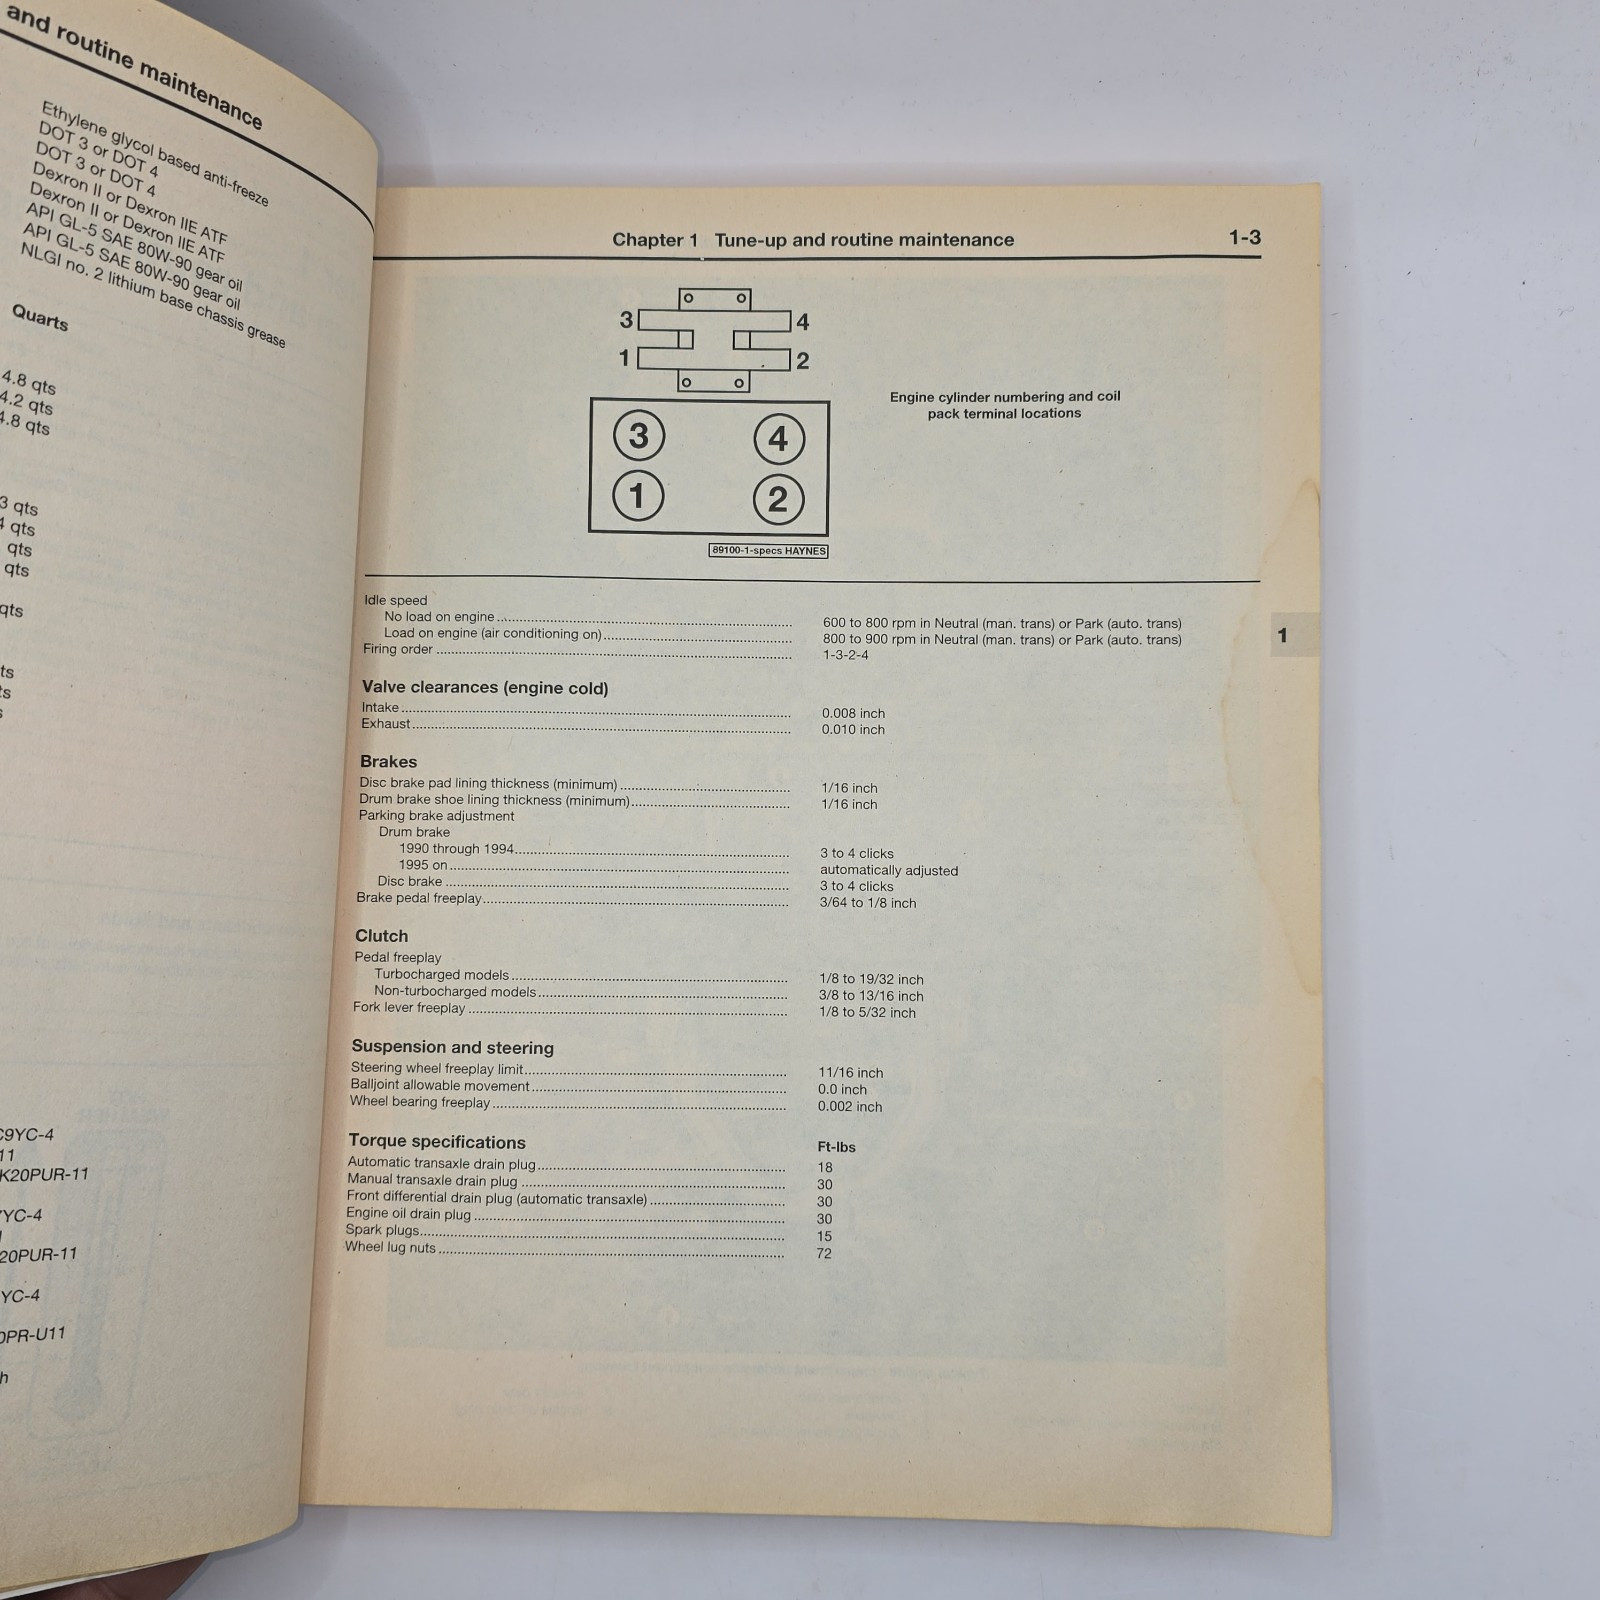 and routine maintenance
Ethylene glycol based anti-freeze
DOT 3 or DOT 4
DOT 3 or DOT 4
Dexron II or Dexron IIE ATF
Dexron II or Dexron IIE ATF
API GL-5 SAE 80W-90 gear oil
API GL-5 SAE 80W-90 gear oil
NLGI no. 2 lithium base chassis grease
Quarts
4.8 qts
4.2 qts
4.8 qts
3 qts
4 qts
qts
qts
qts
C9YC-4
11
K20PUR-11
YC-4
20PUR-11
YC-4
0PR-U11
Chapter 1 Tune-up and routine maintenance 1-3
3 4
1 2
Engine cylinder numbering and coil
pack terminal locations
3 4
1 2
89100-1-specs HAYNES
Idle speed
No load on engine 600 to 800 rpm in Neutral (man. trans) or Park (auto. trans)
Load on engine (air conditioning on) 800 to 900 rpm in Neutral (man. trans) or Park (auto. trans)
Firing order 1-3-2-4
1
Valve clearances (engine cold)
Intake 0.008 inch
Exhaust 0.010 inch
Brakes
Disc brake pad lining thickness (minimum) 1/16 inch
Drum brake shoe lining thickness (minimum) 1/16 inch
Parking brake adjustment
Drum brake
1990 through 1994 3 to 4 clicks
1995 on automatically adjusted
Disc brake 3 to 4 clicks
Brake pedal freeplay 3/64 to 1/8 inch
Clutch
Pedal freeplay
Turbocharged models 1/8 to 19/32 inch
Non-turbocharged models 3/8 to 13/16 inch
Fork lever freeplay 1/8 to 5/32 inch
Suspension and steering
Steering wheel freeplay limit 11/16 inch
Balljoint allowable movement 0.0 inch
Wheel bearing freeplay 0.002 inch
Torque specifications Ft-lbs
Automatic transaxle drain plug 18
Manual transaxle drain plug 30
Front differential drain plug (automatic transaxle) 30
Engine oil drain plug 30
Spark plugs 15
Wheel lug nuts 72